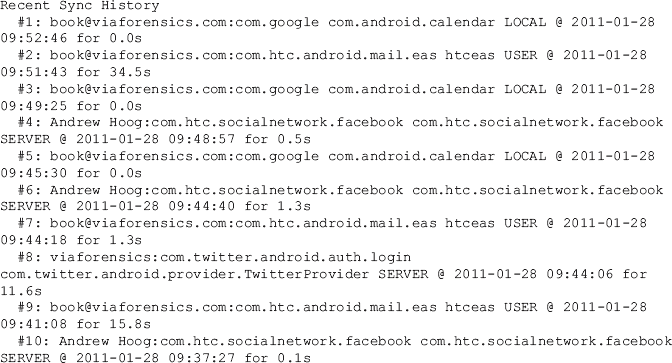 Recent Sync History
#1: book@viaforensics.com:com.google com.android.calendar LOCAL @ 2011-01-28
09:52:46 for 0.0s
#2: book@viaforensics.com:com.htc.android.mail.eas htceas USER @ 2011-01-28
09:51:43 for 34.5s
#3: book@viaforensics.com:com.google com.android.calendar LOCAL @ 2011-01-28
09:49:25 for 0.0s
#4: Andrew Hoog:com.htc.socialnetwork.facebook com.htc.socialnetwork.facebook
SERVER @ 2011-01-28 09:48:57 for 0.5s
#5: book@viaforensics.com:com.google com.android.calendar LOCAL @ 2011-01-28
09:45:30 for 0.0s
#6: Andrew Hoog:com.htc.socialnetwork.facebook com.htc.socialnetwork.facebook
SERVER @ 2011-01-28 09:44:40 for 1.3s
#7: book@viaforensics.com:com.htc.android.mail.eas htceas USER @ 2011-01-28
09:44:18 for 1.3s
#8: viaforensics:com.twitter.android.auth.login
com.twitter.android.provider.TwitterProvider SERVER @ 2011-01-28 09:44:06 for
11.6s
#9: book@viaforensics.com:com.htc.android.mail.eas htceas USER @ 2011-01-28
09:41:08 for 15.8s
#10: Andrew Hoog:com.htc.socialnetwork.facebook com.htc.socialnetwork.facebook
SERVER @ 2011-01-28 09:37:27 for 0.1s